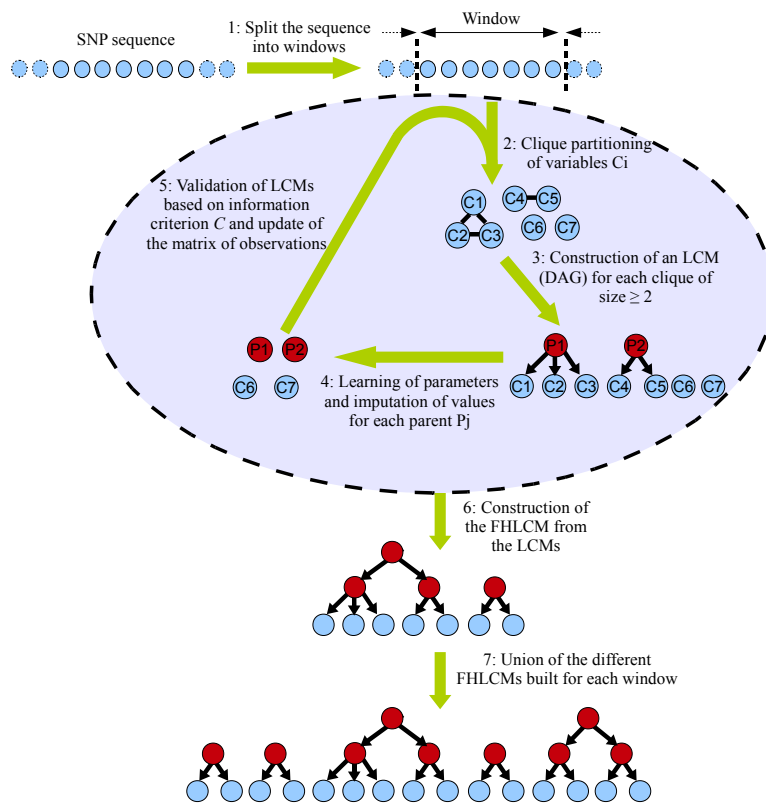 SNP sequence
1: Split the sequence
into windows
Window
2: Clique partitioning
of variables Ci
5: Validation of LCMs
based on information
criterion C and update of
the matrix of observations
C1
C2
C3
C4
C5
C6
C7
3: Construction of an LCM
(DAG) for each clique of
size ≥ 2
P1
P2
C6
C7
P1
P2
C1
C2
C3
C4
C5
C6
C7
4: Learning of parameters
and imputation of values
for each parent Pj
6: Construction of
the FHLCM from
the LCMs
7: Union of the different
FHLCMs built for each window